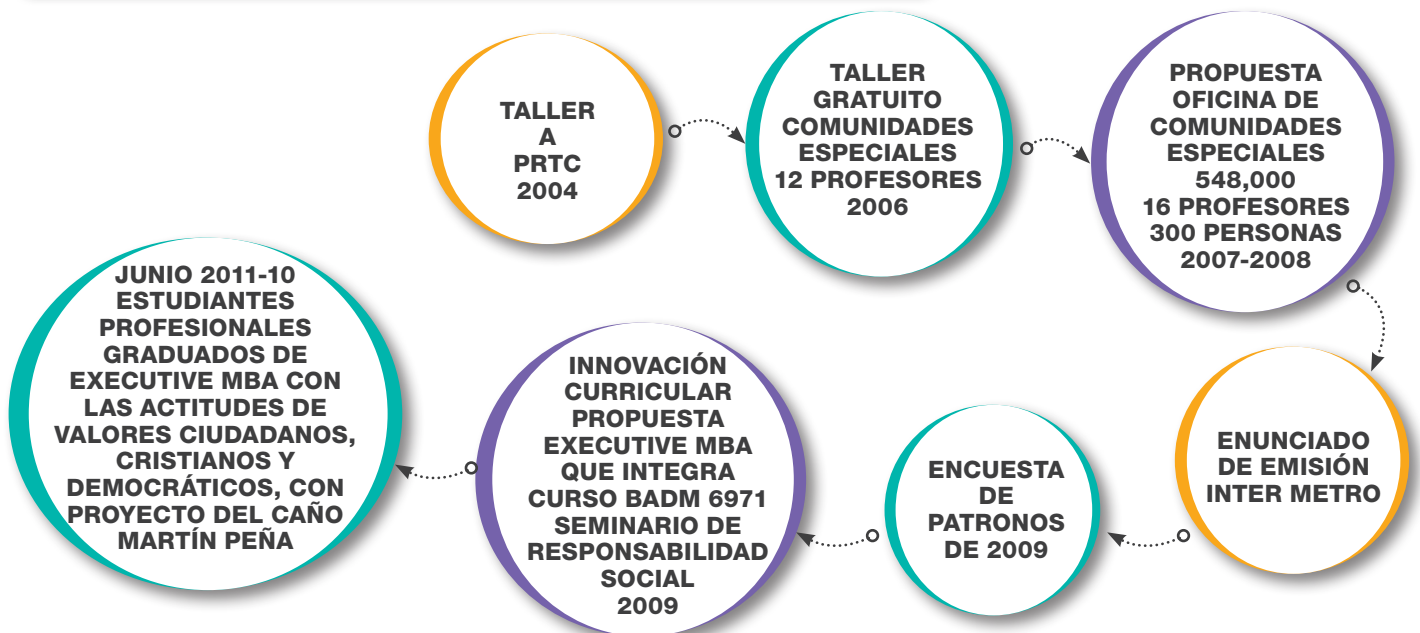 TALLER
A
PRTC
2004
TALLER
GRATUITO
COMUNIDADES
ESPECIALES
12 PROFESORES
2006
PROPUESTA
OFICINA DE
COMUNIDADES
ESPECIALES
548,000
16 PROFESORES
300 PERSONAS
2007-2008
ENUNCIADO
DE EMISIÓN
INTER METRO
ENCUESTA
DE
PATRONOS
DE 2009
INNOVACIÓN
CURRICULAR
PROPUESTA
EXECUTIVE MBA
QUE INTEGRA
CURSO BADM 6971
SEMINARIO DE
RESPONSABILIDAD
SOCIAL
2009
JUNIO 2011-10
ESTUDIANTES
PROFESIONALES
GRADUADOS DE
EXECUTIVE MBA CON
LAS ACTITUDES DE
VALORES CIUDADANOS,
CRISTIANOS Y
DEMOCRÁTICOS, CON
PROYECTO DEL CAÑO
MARTÍN PEÑA